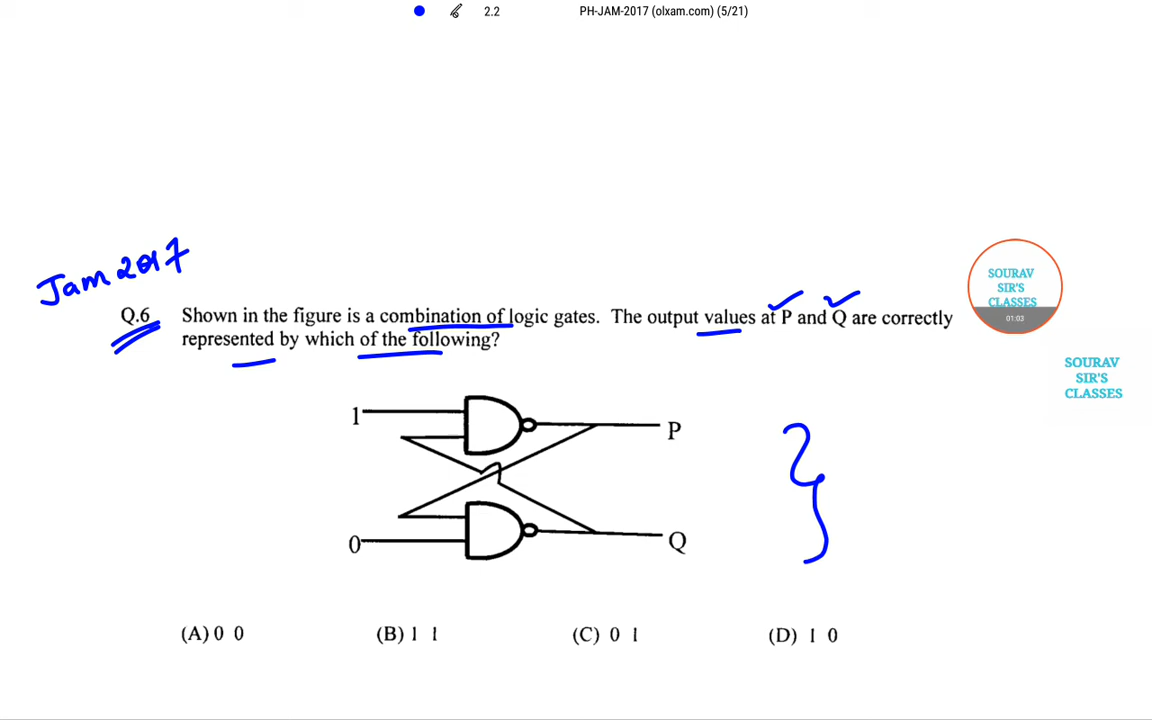 2.2 PH-JAM-2017 (olxam.com) (5/21)
Jam 2017
SOURAV
SIR'S
CLASSES
01:03
Q.6 Shown in the figure is a combination of logic gates. The output values at P and Q are correctly
represented by which of the following?
SOURAV
SIR'S
CLASSES
1
P
0
Q
(A) 0 0 (B) 1 1 (C) 0 1 (D) 1 0